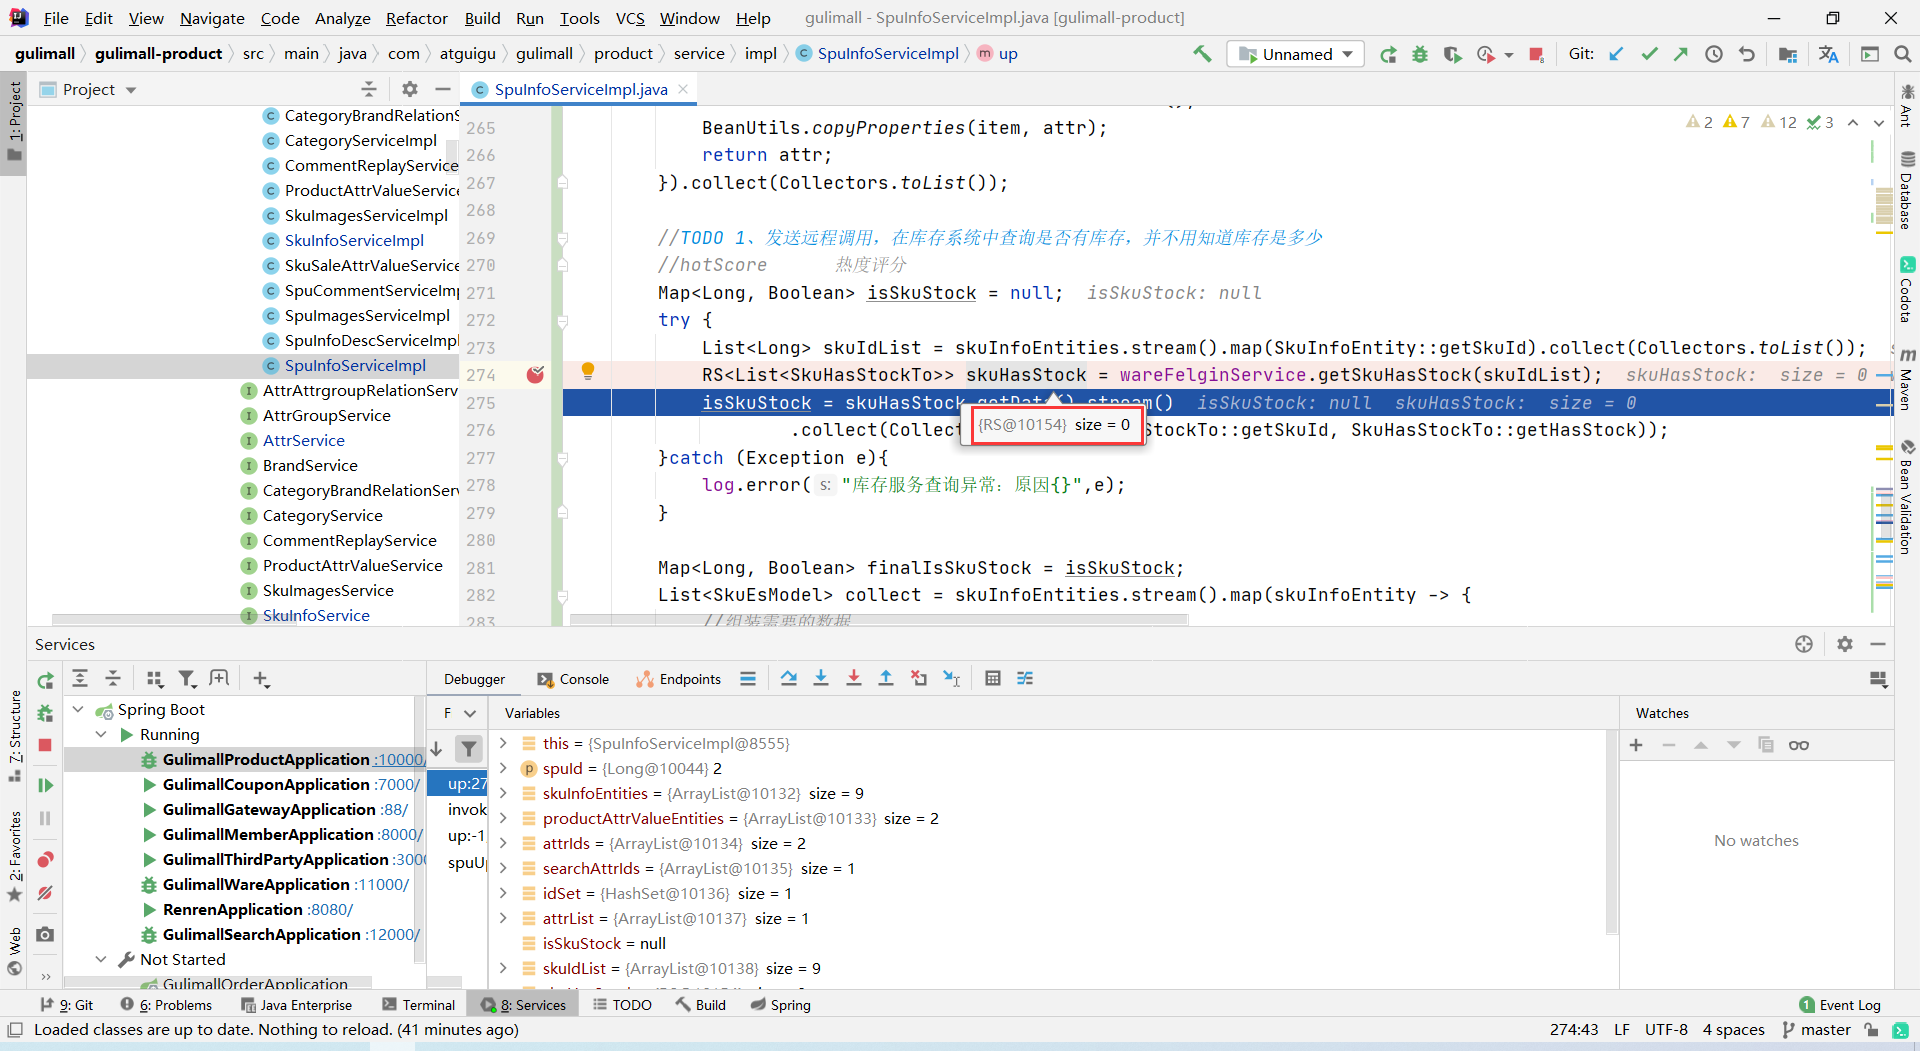 File Edit View Navigate Code Analyze Refactor Build Run Tools VCS Window Help gulimall - SpuInfoServiceImpl.java [gulimall-product]
gulimall gulimall-product src main java com atguigu gulimall product service impl SpuInfoServiceImpl up Unnamed Git:
1: Project
Project
SpuInfoServiceImpl.java
CategoryBrandRelationS
CategoryServiceImpl
CommentReplayService
ProductAttrValueService
SkuImagesServiceImpl
SkuInfoServiceImpl
SkuSaleAttrValueService
SpuCommentServiceImp
SpuImagesServiceImpl
SpuInfoDescServiceImpl
SpuInfoServiceImpl
AttrAttrgroupRelationServ
AttrGroupService
AttrService
BrandService
CategoryBrandRelationServ
CategoryService
CommentReplayService
ProductAttrValueService
SkuImagesService
SkuInfoService
2 7 12 3
265 BeanUtils.copyProperties(item, attr);
266 return attr;
267 }).collect(Collectors.toList());
268
269 //TODO 1、发送远程调用，在库存系统中查询是否有库存，并不用知道库存是多少
270 //hotScore 热度评分
271 Map<Long, Boolean> isSkuStock = null; isSkuStock: null
272 try {
273 List<Long> skuIdList = skuInfoEntities.stream().map(SkuInfoEntity::getSkuId).collect(Collectors.toList());
274 RS<List<SkuHasStockTo>> skuHasStock = wareFelginService.getSkuHasStock(skuIdList); skuHasStock: size = 0
275 isSkuStock = skuHasStock.getData().stream() isSkuStock: null skuHasStock: size = 0
276 .collect(Collec StockTo::getSkuId, SkuHasStockTo::getHasStock));
{RS@10154} size = 0
277 }catch (Exception e){
278 log.error( s: "库存服务查询异常：原因{}",e);
279 }
280
281 Map<Long, Boolean> finalIsSkuStock = isSkuStock;
282 List<SkuEsModel> collect = skuInfoEntities.stream().map(skuInfoEntity -> {
283 //组装需要的数据
Ant
Database
Codota
Maven
Bean Validation
Services
7: Structure
2: Favorites
Web
Debugger Console Endpoints
Spring Boot
Running
GulimallProductApplication :10000/
GulimallCouponApplication :7000/
GulimallGatewayApplication :88/
GulimallMemberApplication :8000/
GulimallThirdPartyApplication :3000
GulimallWareApplication :11000/
RenrenApplication :8080/
GulimallSearchApplication :12000/
Not Started
GulimallOrderApplication
F
up:27
invok
up:-1
spuU
Variables
this = {SpuInfoServiceImpl@8555}
spuId = {Long@10044} 2
skuInfoEntities = {ArrayList@10132} size = 9
productAttrValueEntities = {ArrayList@10133} size = 2
attrIds = {ArrayList@10134} size = 2
searchAttrIds = {ArrayList@10135} size = 1
idSet = {HashSet@10136} size = 1
attrList = {ArrayList@10137} size = 1
isSkuStock = null
skuIdList = {ArrayList@10138} size = 9
Watches
No watches
9: Git 6: Problems Java Enterprise Terminal 8: Services TODO Build Spring 1 Event Log
Loaded classes are up to date. Nothing to reload. (41 minutes ago) 274:43 LF UTF-8 4 spaces master